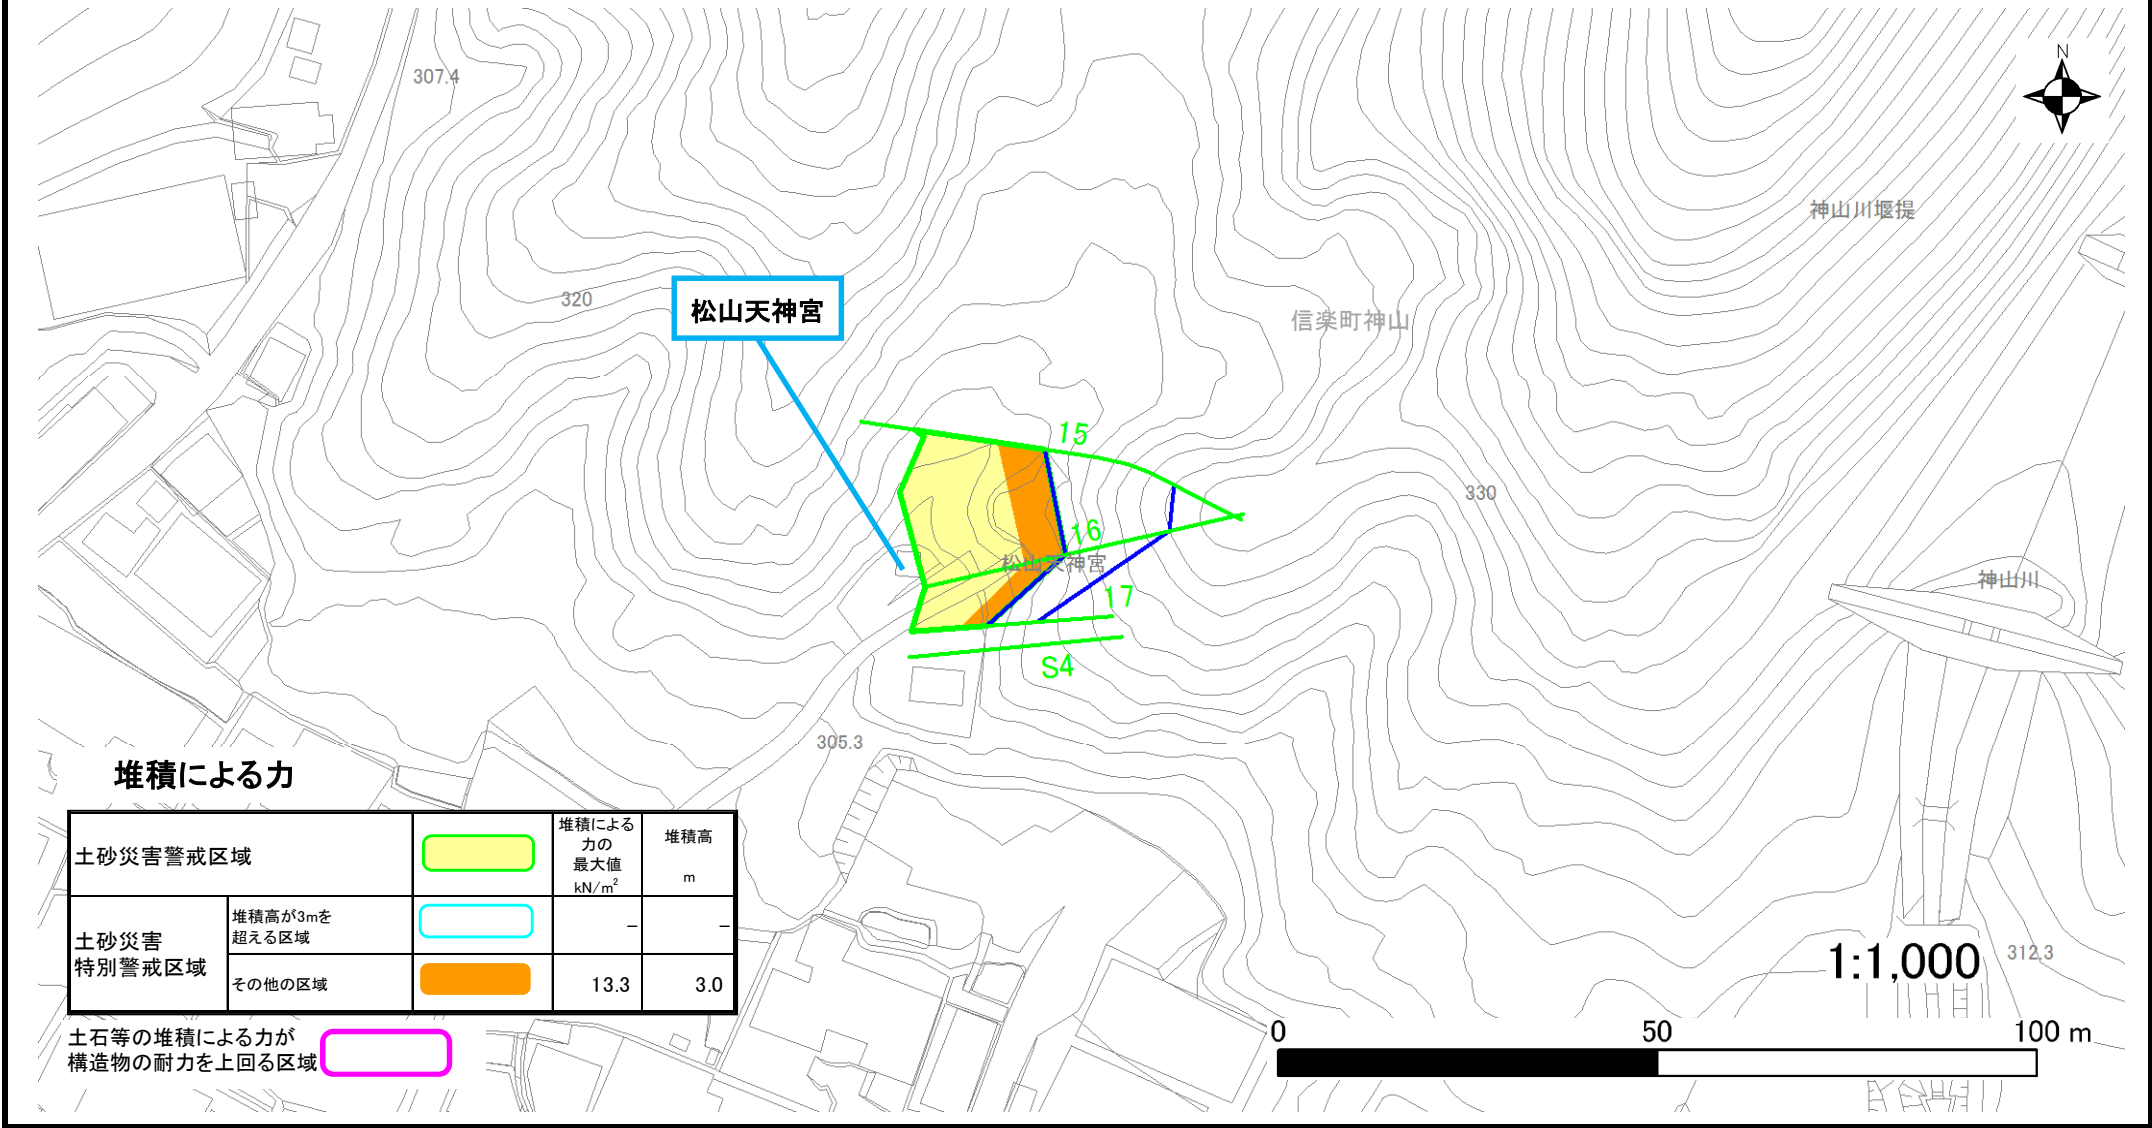 N
307.4
神山川堰提
320
松山天神宮
信楽町神山
15
330
16
松山天神宮
17
神山川
S4
305.3
堆積による力
土砂災害警戒区域
堆積による
力の
最大値
kN/m²
堆積高
m
土砂災害
特別警戒区域
堆積高が3mを
超える区域
－
－
その他の区域
13.3
3.0
土石等の堆積による力が
構造物の耐力を上回る区域
1:1,000
312.3
0
50
100 m